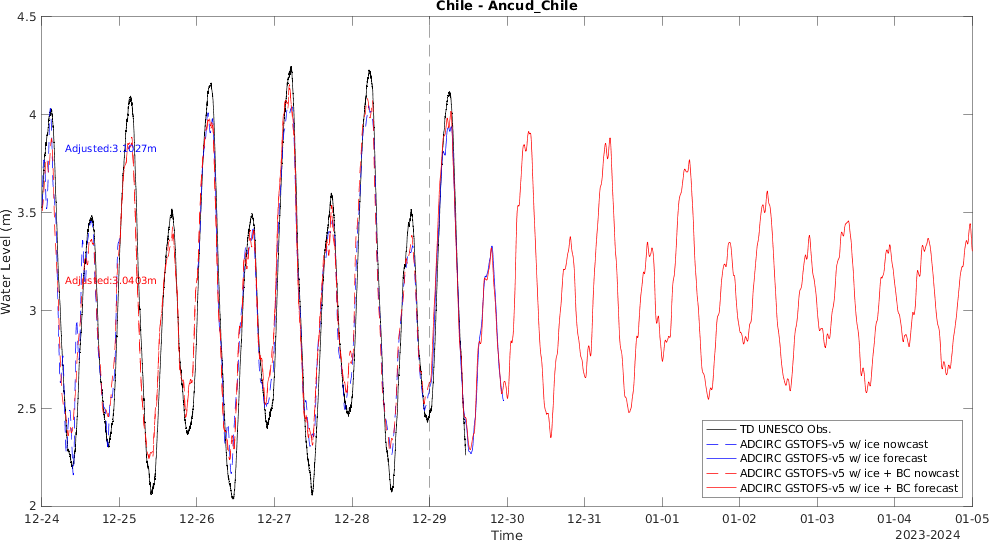 Chile - Ancud_Chile
Water Level (m)
4.5
4
3.5
3
2.5
2
Adjusted:3.1027m
Adjusted:3.0403m
TD UNESCO Obs.
ADCIRC GSTOFS-v5 w/ ice nowcast
ADCIRC GSTOFS-v5 w/ ice forecast
ADCIRC GSTOFS-v5 w/ ice + BC nowcast
ADCIRC GSTOFS-v5 w/ ice + BC forecast
12-24 12-25 12-26 12-27 12-28 12-29 12-30 12-31 01-01 01-02 01-03 01-04 01-05
Time
2023-2024